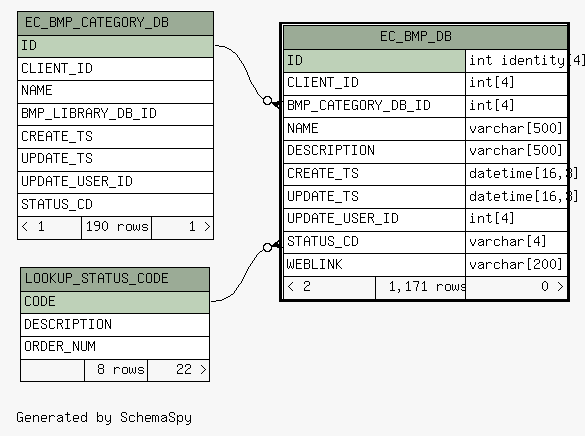 EC_BMP_CATEGORY_DB
ID
CLIENT_ID
NAME
BMP_LIBRARY_DB_ID
CREATE_TS
UPDATE_TS
UPDATE_USER_ID
STATUS_CD
< 1 190 rows 1 >
LOOKUP_STATUS_CODE
CODE
DESCRIPTION
ORDER_NUM
8 rows 22 >
EC_BMP_DB
ID int identity[4]
CLIENT_ID int[4]
BMP_CATEGORY_DB_ID int[4]
NAME varchar[500]
DESCRIPTION varchar[500]
CREATE_TS datetime[16,3]
UPDATE_TS datetime[16,3]
UPDATE_USER_ID int[4]
STATUS_CD varchar[4]
WEBLINK varchar[200]
< 2 1,171 rows 0 >
Generated by SchemaSpy